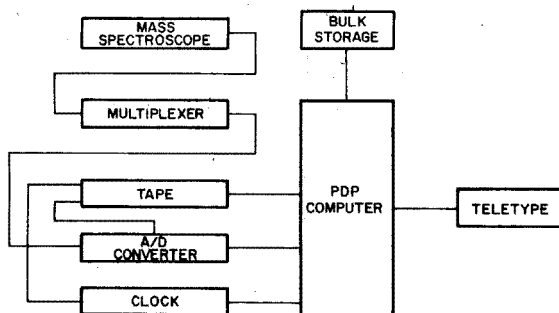 MASS
SPECTROSCOPE
BULK
STORAGE
MULTIPLEXER
TAPE
PDP
COMPUTER
TELETYPE
A/D
CONVERTER
CLOCK